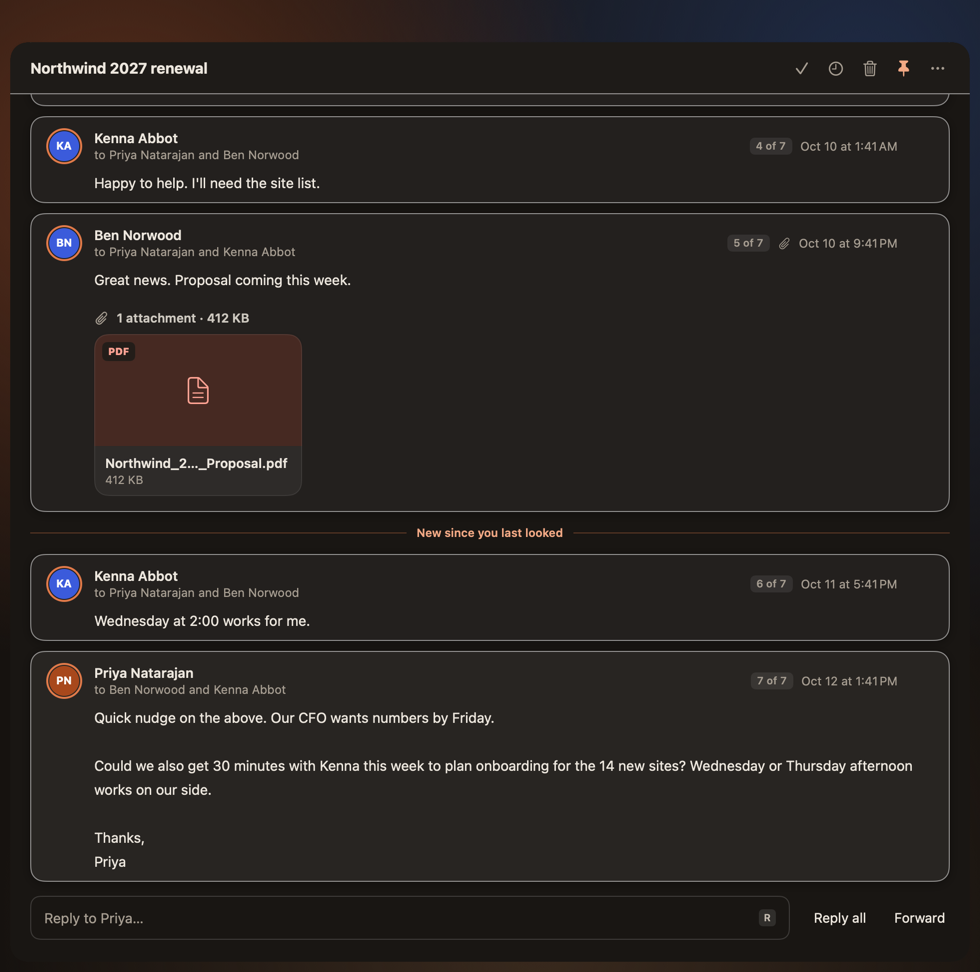 Northwind 2027 renewal
KA
Kenna Abbot
to Priya Natarajan and Ben Norwood
4 of 7
Oct 10 at 1:41 AM
Happy to help. I'll need the site list.
BN
Ben Norwood
to Priya Natarajan and Kenna Abbot
5 of 7
Oct 10 at 9:41 PM
Great news. Proposal coming this week.
1 attachment · 412 KB
PDF
Northwind_2..._Proposal.pdf
412 KB
New since you last looked
KA
Kenna Abbot
to Priya Natarajan and Ben Norwood
6 of 7
Oct 11 at 5:41 PM
Wednesday at 2:00 works for me.
PN
Priya Natarajan
to Ben Norwood and Kenna Abbot
7 of 7
Oct 12 at 1:41 PM
Quick nudge on the above. Our CFO wants numbers by Friday.
Could we also get 30 minutes with Kenna this week to plan onboarding for the 14 new sites? Wednesday or Thursday afternoon
works on our side.
Thanks,
Priya
Reply to Priya...
R
Reply all
Forward